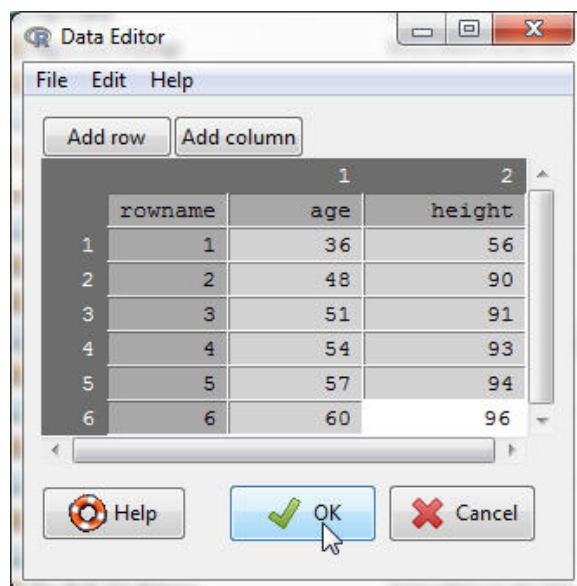 Data Editor
File Edit Help
Add row Add column
1 2
rowname age height
1 1 36 56
2 2 48 90
3 3 51 91
4 4 54 93
5 5 57 94
6 6 60 96
Help OK Cancel